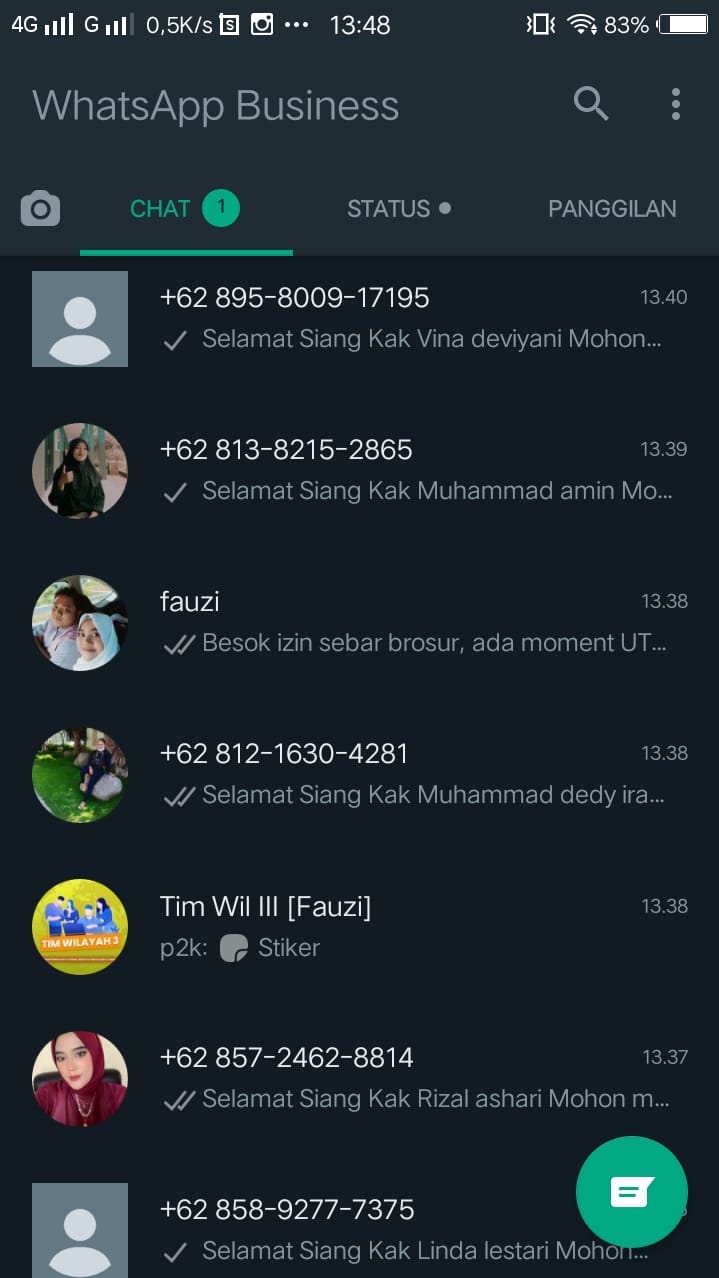 4G G 0,5K/s S ••• 13:48 83%
WhatsApp Business
CHAT 1 STATUS PANGGILAN
+62 895-8009-17195 13.40
Selamat Siang Kak Vina deviyani Mohon...
+62 813-8215-2865 13.39
Selamat Siang Kak Muhammad amin Mo...
fauzi 13.38
Besok izin sebar brosur, ada moment UT...
+62 812-1630-4281 13.38
Selamat Siang Kak Muhammad dedy ira...
TIM WILAYAH 3
Tim Wil III [Fauzi] 13.38
p2k: Stiker
+62 857-2462-8814 13.37
Selamat Siang Kak Rizal ashari Mohon m...
+62 858-9277-7375
Selamat Siang Kak Linda lestari Mohon...